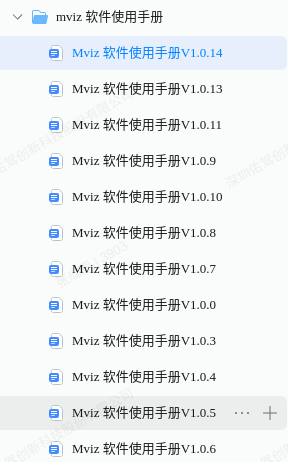 mviz 软件使用手册
Mviz 软件使用手册V1.0.14
Mviz 软件使用手册V1.0.13
Mviz 软件使用手册V1.0.11
Mviz 软件使用手册V1.0.9
Mviz 软件使用手册V1.0.10
Mviz 软件使用手册V1.0.8
Mviz 软件使用手册V1.0.7
Mviz 软件使用手册V1.0.0
Mviz 软件使用手册V1.0.3
Mviz 软件使用手册V1.0.4
Mviz 软件使用手册V1.0.5
Mviz 软件使用手册V1.0.6